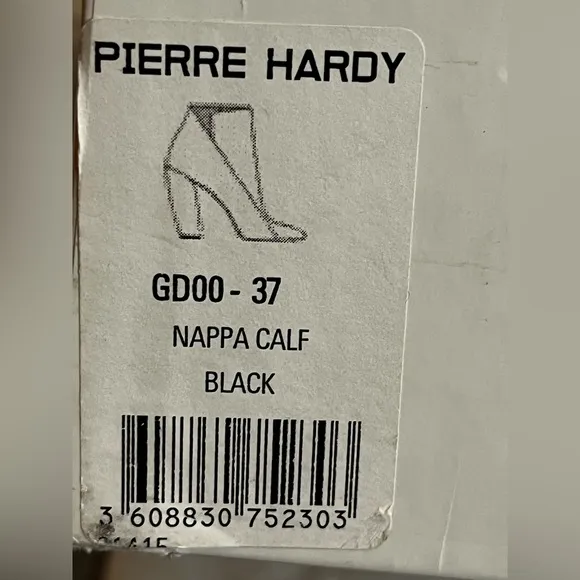 PIERRE HARDY
GD00 - 37
NAPPA CALF
BLACK
3 608830 752303